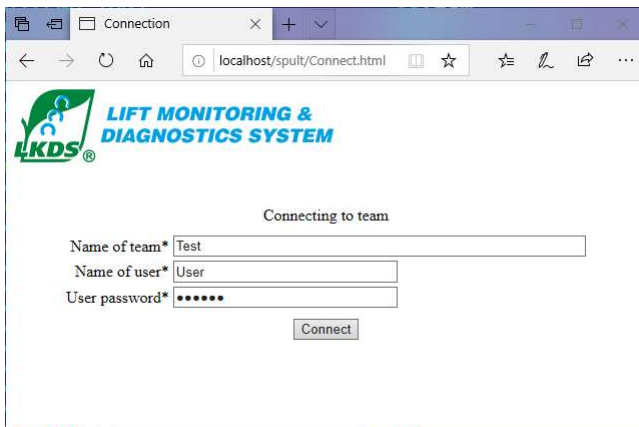 Connection
localhost/spult/Connect.html
LKDS®
LIFT MONITORING &
DIAGNOSTICS SYSTEM
Connecting to team
Name of team* Test
Name of user* User
User password* ••••••
Connect